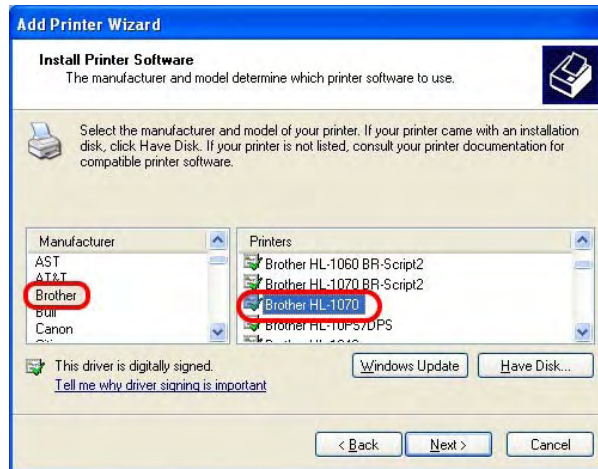 Add Printer Wizard
Install Printer Software
The manufacturer and model determine which printer software to use.
Select the manufacturer and model of your printer. If your printer came with an installation
disk, click Have Disk. If your printer is not listed, consult your printer documentation for
compatible printer software.
Manufacturer
AST
AT&T
Brother
Bull
Canon
Printers
Brother HL-1060 BR-Script2
Brother HL-1070 BR-Script2
Brother HL-1070
Brother HL-10PS7DPS
This driver is digitally signed.
Tell me why driver signing is important
Windows Update
Have Disk...
< Back
Next >
Cancel